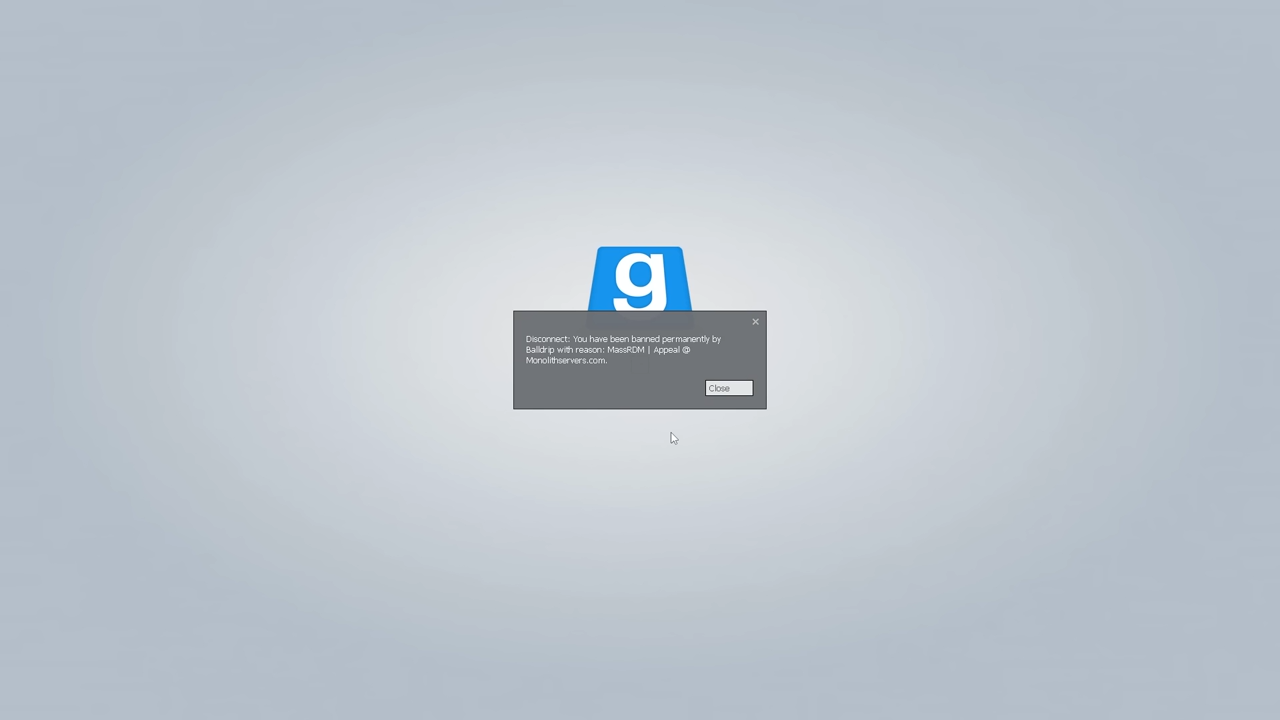 g
Disconnect: You have been banned permanently by
Balldrip with reason: MassRDM | Appeal @
Monolithservers.com.
Close